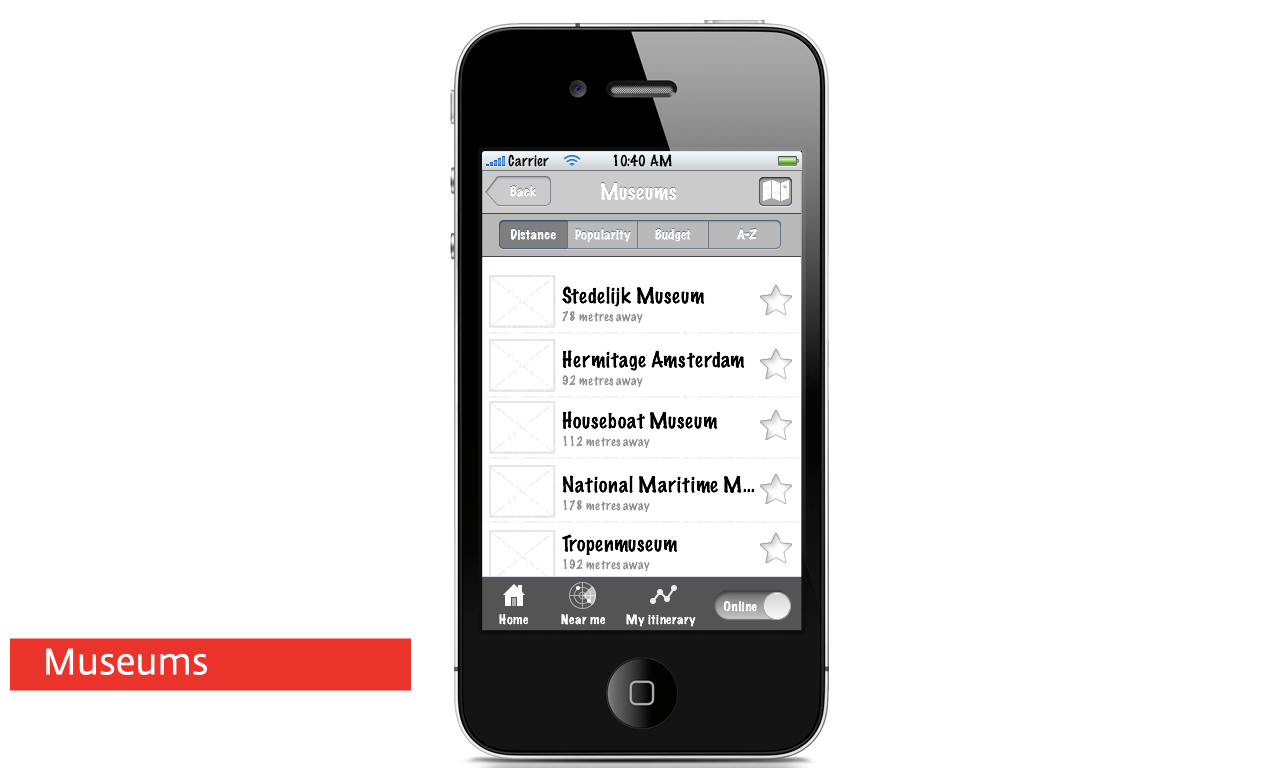 Carrier 10:40 AM
Back Museums
Distance Popularity Budget A-Z
Stedelijk Museum
78 metres away
Hermitage Amsterdam
92 metres away
Houseboat Museum
112 metres away
National Maritime M...
178 metres away
Tropenmuseum
192 metres away
Home Near me My itinerary Online
Museums